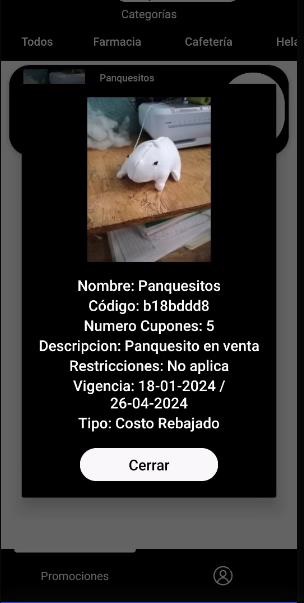 Categorías
Todos Farmacia Cafetería Hela
Panquesitos
Nombre: Panquesitos
Código: b18bddd8
Numero Cupones: 5
Descripcion: Panquesito en venta
Restricciones: No aplica
Vigencia: 18-01-2024 /
26-04-2024
Tipo: Costo Rebajado
Cerrar
Promociones